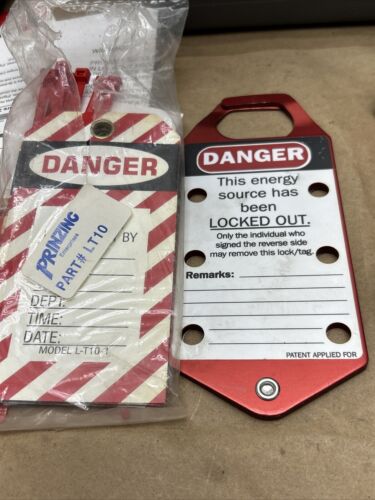 DANGER
PRINZING
Enterprises
PART# LT10
BY
DEPT:
TIME:
DATE:
MODEL L-T10-1
DANGER
This energy
source has
been
LOCKED OUT.
Only the individual who
signed the reverse side
may remove this lock/tag.
Remarks:
PATENT APPLIED FOR